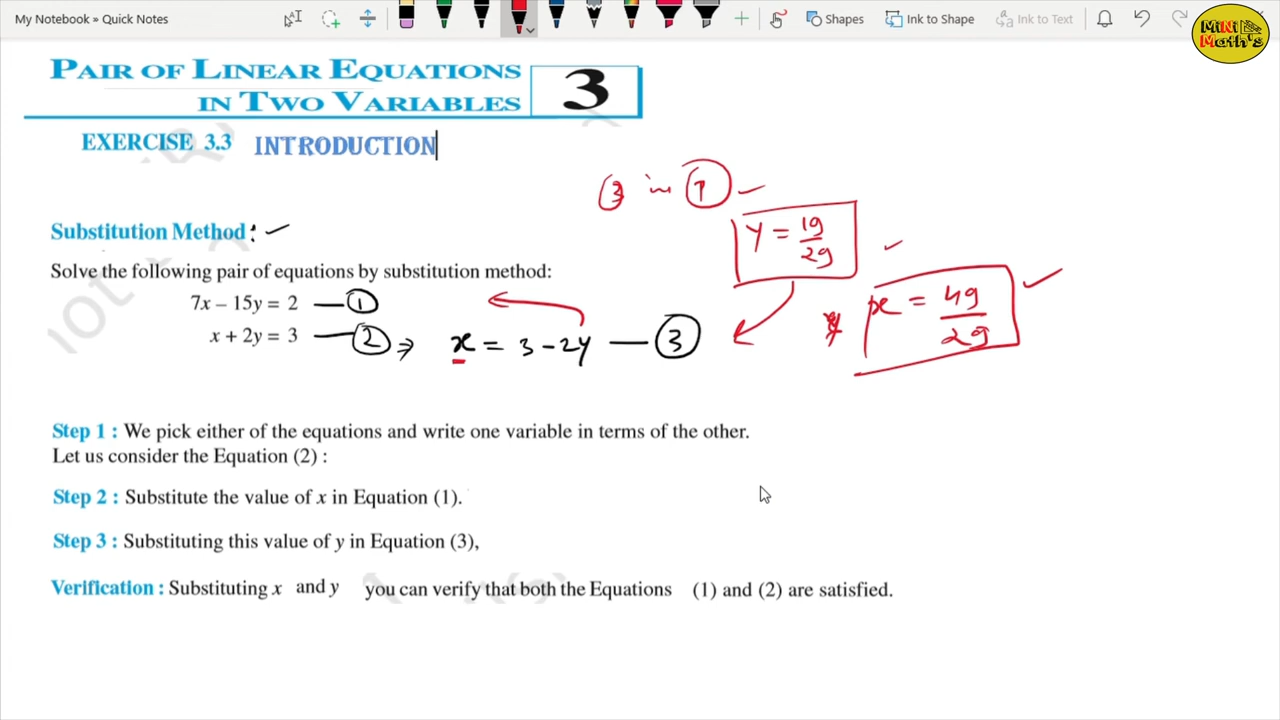 My Notebook » Quick Notes
Shapes
Ink to Shape
Ink to Text
MiNi
Math's
PAIR OF LINEAR EQUATIONS
IN TWO VARIABLES
3
EXERCISE 3.3 INTRODUCTION
3 in 1
Substitution Method :
y = 19/29
Solve the following pair of equations by substitution method:
7x – 15y = 2 — 1
x = 49/29
x + 2y = 3 — 2 ⇒ x = 3 - 2y — 3
Step 1 : We pick either of the equations and write one variable in terms of the other.
Let us consider the Equation (2) :
Step 2 : Substitute the value of x in Equation (1).
Step 3 : Substituting this value of y in Equation (3),
Verification : Substituting x and y you can verify that both the Equations (1) and (2) are satisfied.